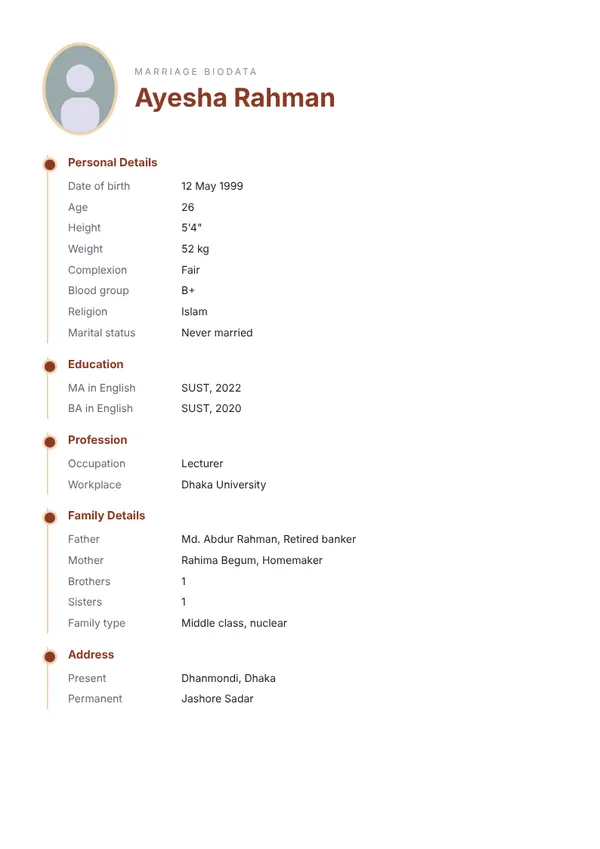 MARRIAGE BIODATA
Ayesha Rahman
Personal Details
Date of birth 12 May 1999
Age 26
Height 5'4"
Weight 52 kg
Complexion Fair
Blood group B+
Religion Islam
Marital status Never married
Education
MA in English SUST, 2022
BA in English SUST, 2020
Profession
Occupation Lecturer
Workplace Dhaka University
Family Details
Father Md. Abdur Rahman, Retired banker
Mother Rahima Begum, Homemaker
Brothers 1
Sisters 1
Family type Middle class, nuclear
Address
Present Dhanmondi, Dhaka
Permanent Jashore Sadar